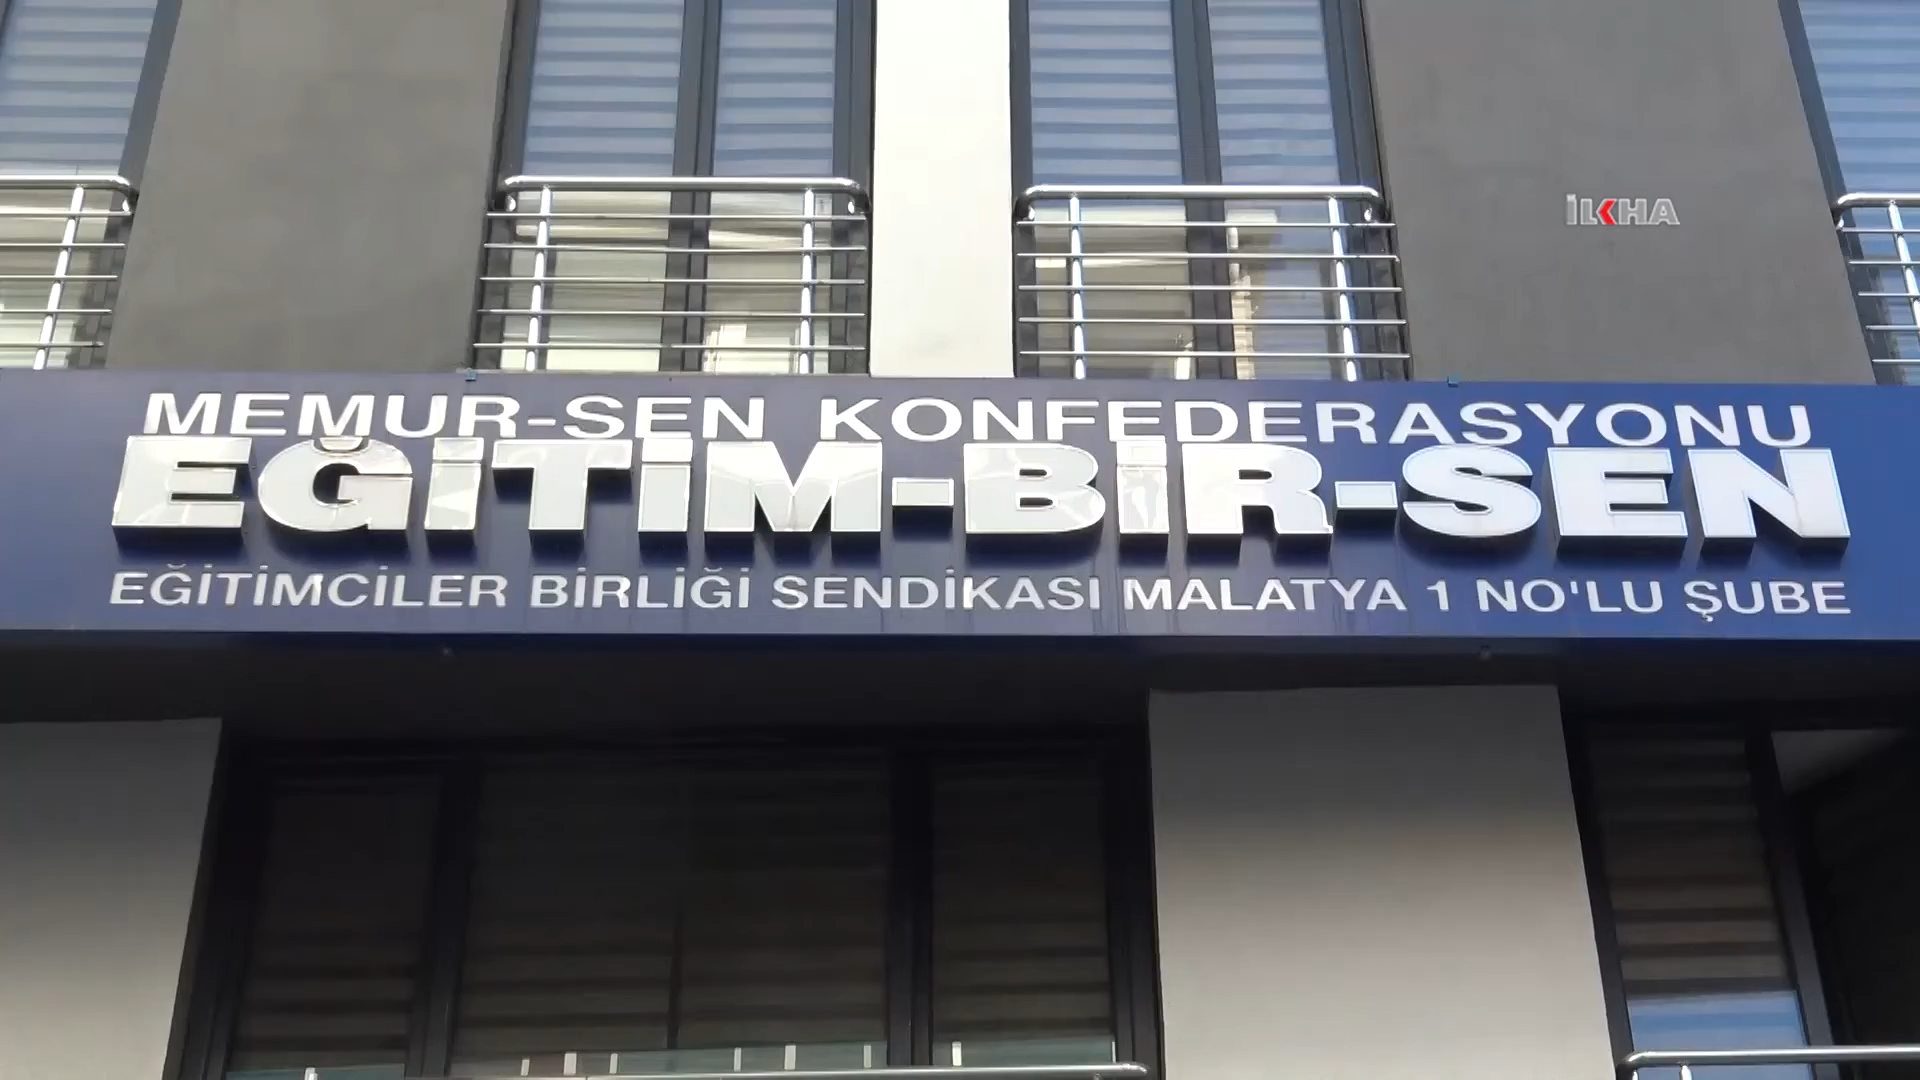 İLKHA
MEMUR-SEN KONFEDERASYONU
EĞİTİM-BİR-SEN
EĞİTİMCİLER BİRLİĞİ SENDİKASI MALATYA 1 NO'LU ŞUBE